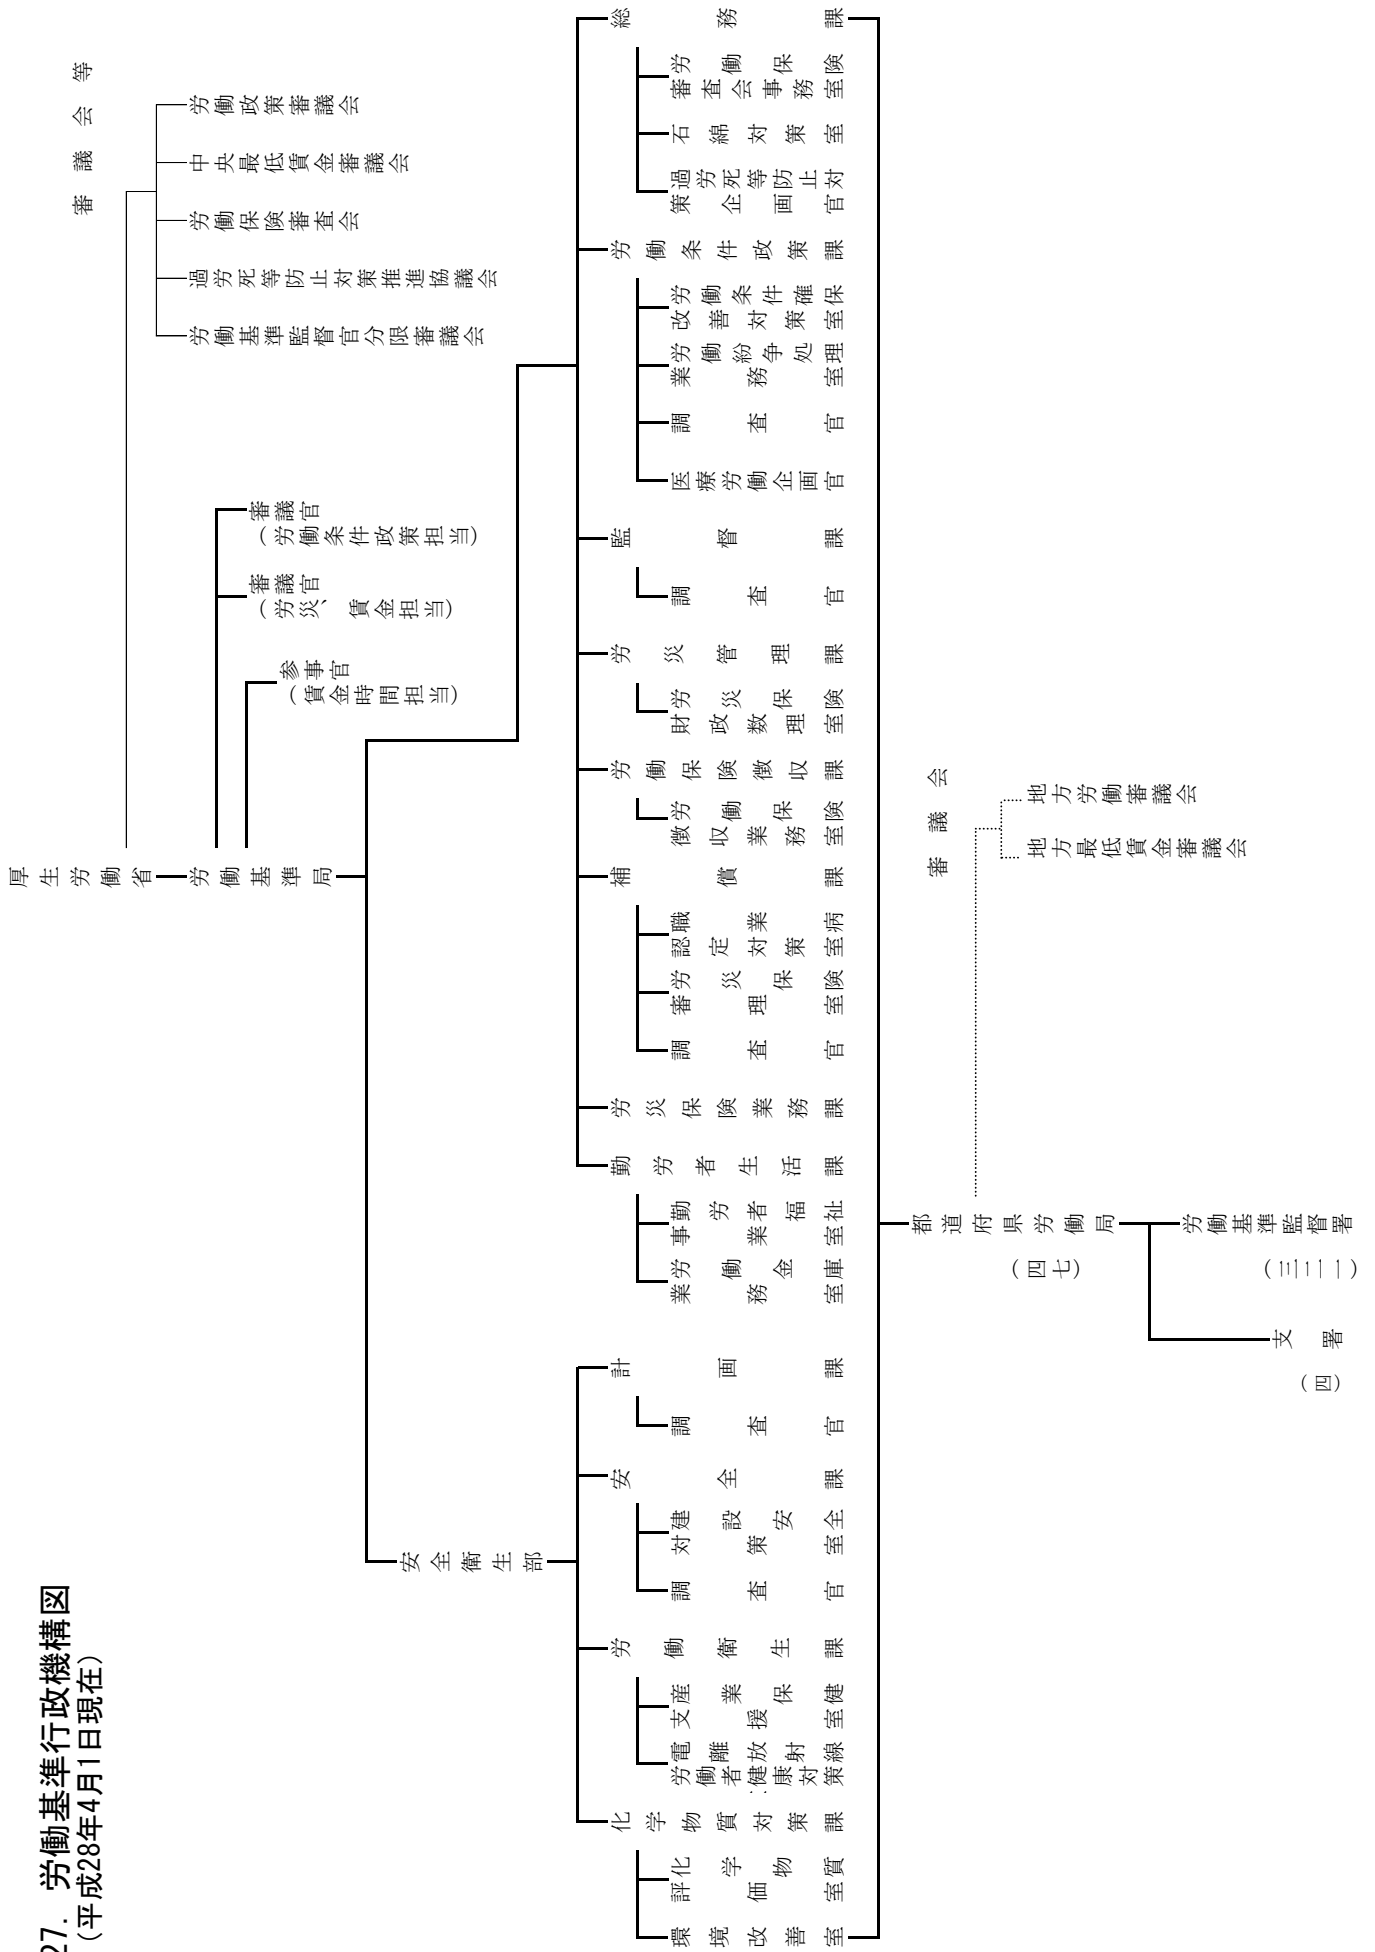 27. 労働基準行政機構図
（平成28年4月1日現在）
厚生労働省
審議会等
労働政策審議会
中央最低賃金審議会
労働保険審査会
過労死等防止対策推進協議会
労働基準監督官分限審議会
労働基準局
審議官
（労働条件政策担当）
審議官
（労災、賃金担当）
参事官
（賃金時間担当）
総務課
労働保険
審査会事務室
石綿対策室
過労死等防止対
策企画官
労働条件政策課
労働条件確保
改善対策室
労働紛争処理
業務室
調査官
医療労働企画官
監督課
調査官
労災管理課
労災保険
財政数理室
労働保険徴収課
労働保険
徴収業務室
補償課
職業病
認定対策室
労災保険
審理室
調査官
労災保険業務課
勤労者生活課
勤労者福祉
事業室
労働金庫
業務室
安全衛生部
計画課
調査官
安全課
建設安全
対策室
調査官
労働衛生課
産業保健
支援室
電離放射線
労働者健康対策
化学物質対策課
化学物質
評価室
環境改善室
都道府県労働局
（四七）
審議会
地方労働審議会
地方最低賃金審議会
労働基準監督署
（三二一）
支署
（四）